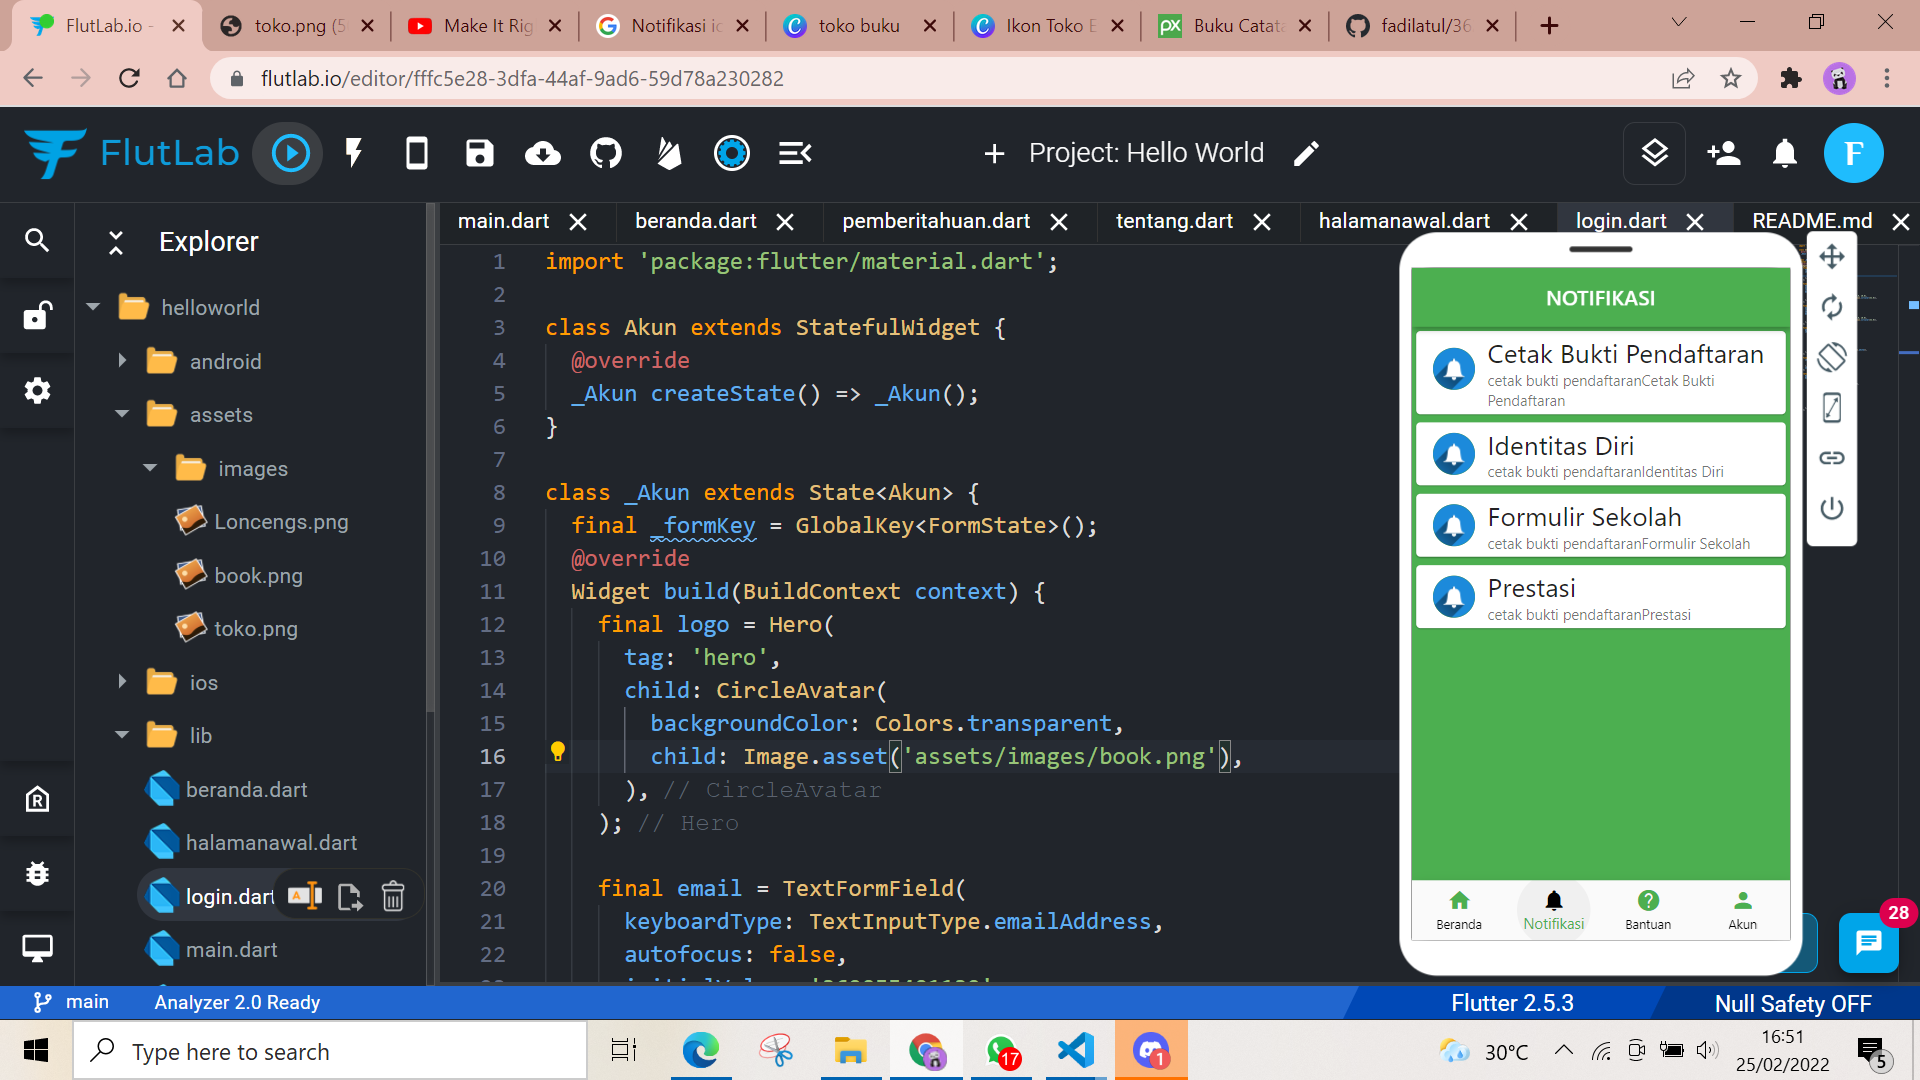 FlutLab.io -
toko.png (5
Make It Rig
Notifikasi ic
toko buku
Ikon Toko B
Buku Catata
fadilatul/36
flutlab.io/editor/fffc5e28-3dfa-44af-9ad6-59d78a230282
FlutLab
Project: Hello World
F
Explorer
helloworld
android
assets
images
Loncengs.png
book.png
toko.png
ios
lib
beranda.dart
halamanawal.dart
login.dart
main.dart
main.dart
beranda.dart
pemberitahuan.dart
tentang.dart
halamanawal.dart
login.dart
README.md
1 import 'package:flutter/material.dart';
2
3 class Akun extends StatefulWidget {
4 @override
5 _Akun createState() => _Akun();
6 }
7
8 class _Akun extends State<Akun> {
9 final _formKey = GlobalKey<FormState>();
10 @override
11 Widget build(BuildContext context) {
12 final logo = Hero(
13 tag: 'hero',
14 child: CircleAvatar(
15 backgroundColor: Colors.transparent,
16 child: Image.asset('assets/images/book.png'),
17 ), // CircleAvatar
18 ); // Hero
19
20 final email = TextFormField(
21 keyboardType: TextInputType.emailAddress,
22 autofocus: false,
NOTIFIKASI
Cetak Bukti Pendaftaran
cetak bukti pendaftaranCetak Bukti
Pendaftaran
Identitas Diri
cetak bukti pendaftaranIdentitas Diri
Formulir Sekolah
cetak bukti pendaftaranFormulir Sekolah
Prestasi
cetak bukti pendaftaranPrestasi
Beranda
Notifikasi
Bantuan
Akun
28
main
Analyzer 2.0 Ready
Flutter 2.5.3
Null Safety OFF
Type here to search
17
1
30°C
16:51
25/02/2022
5